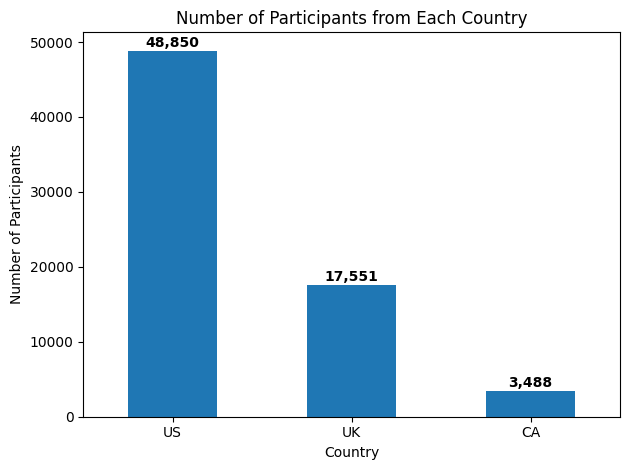 Number of Participants from Each Country
Number of Participants
50000
40000
30000
20000
10000
0
48,850
17,551
3,488
US
UK
CA
Country